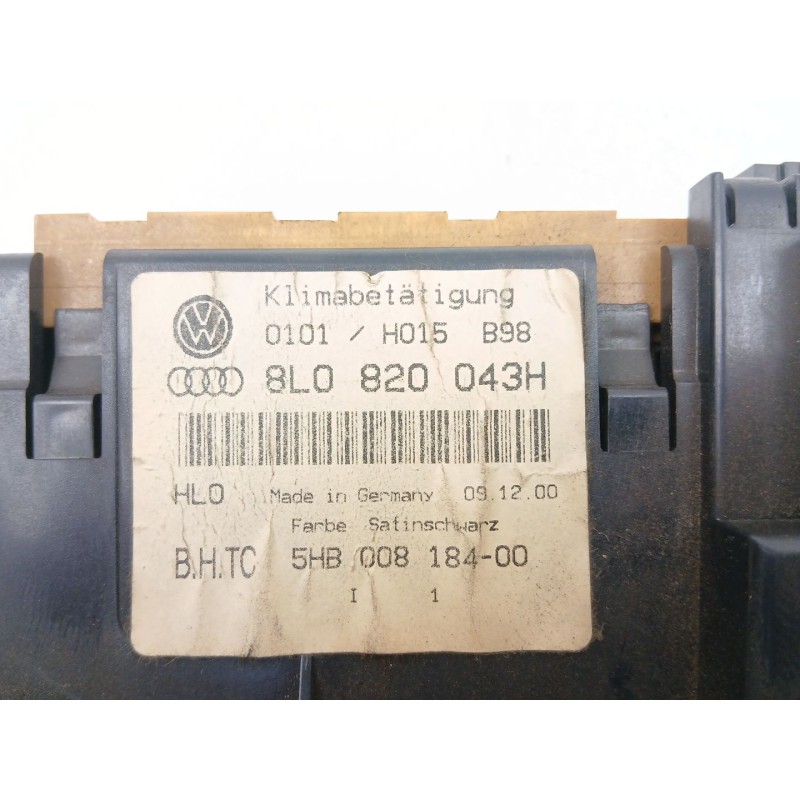 Klimabetätigung
0101 / H015 B98
8L0 820 043H
HLO Made in Germany 09.12.00
Farbe Satinschwarz
B.H.TC 5HB 008 184-00
I 1